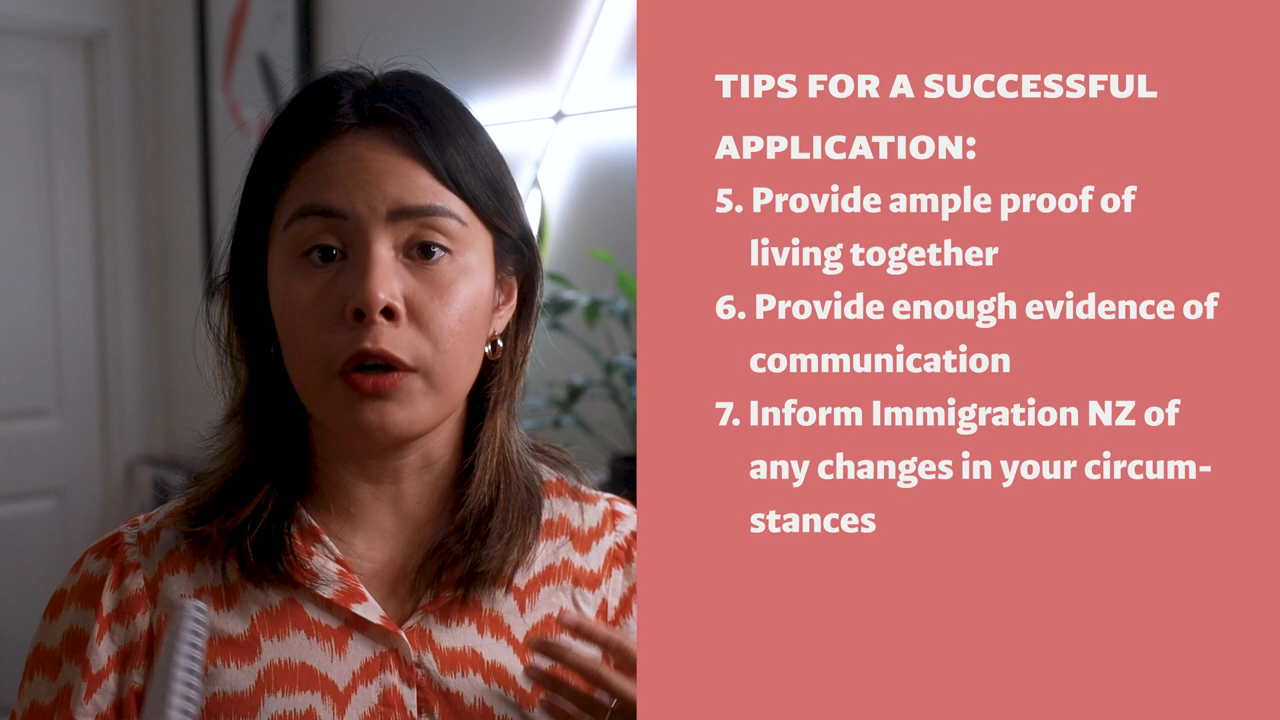 TIPS FOR A SUCCESSFUL
APPLICATION:
5. Provide ample proof of
living together
6. Provide enough evidence of
communication
7. Inform Immigration NZ of
any changes in your circum-
stances